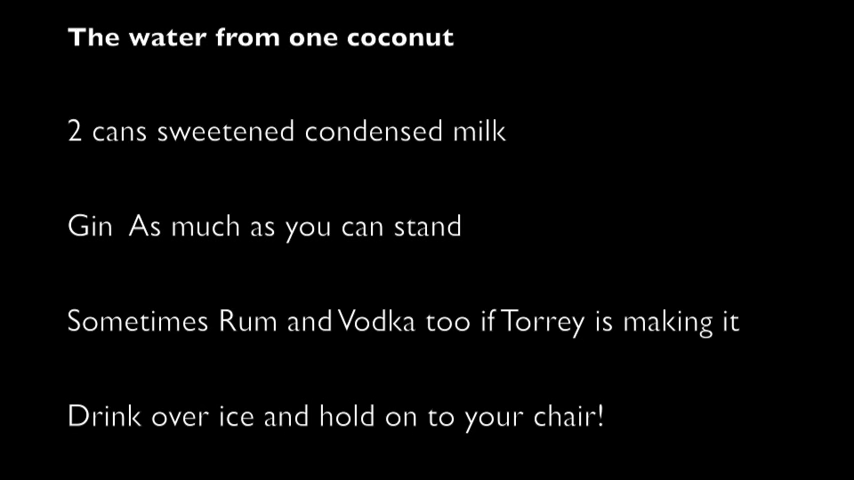 The water from one coconut
2 cans sweetened condensed milk
Gin As much as you can stand
Sometimes Rum and Vodka too if Torrey is making it
Drink over ice and hold on to your chair!